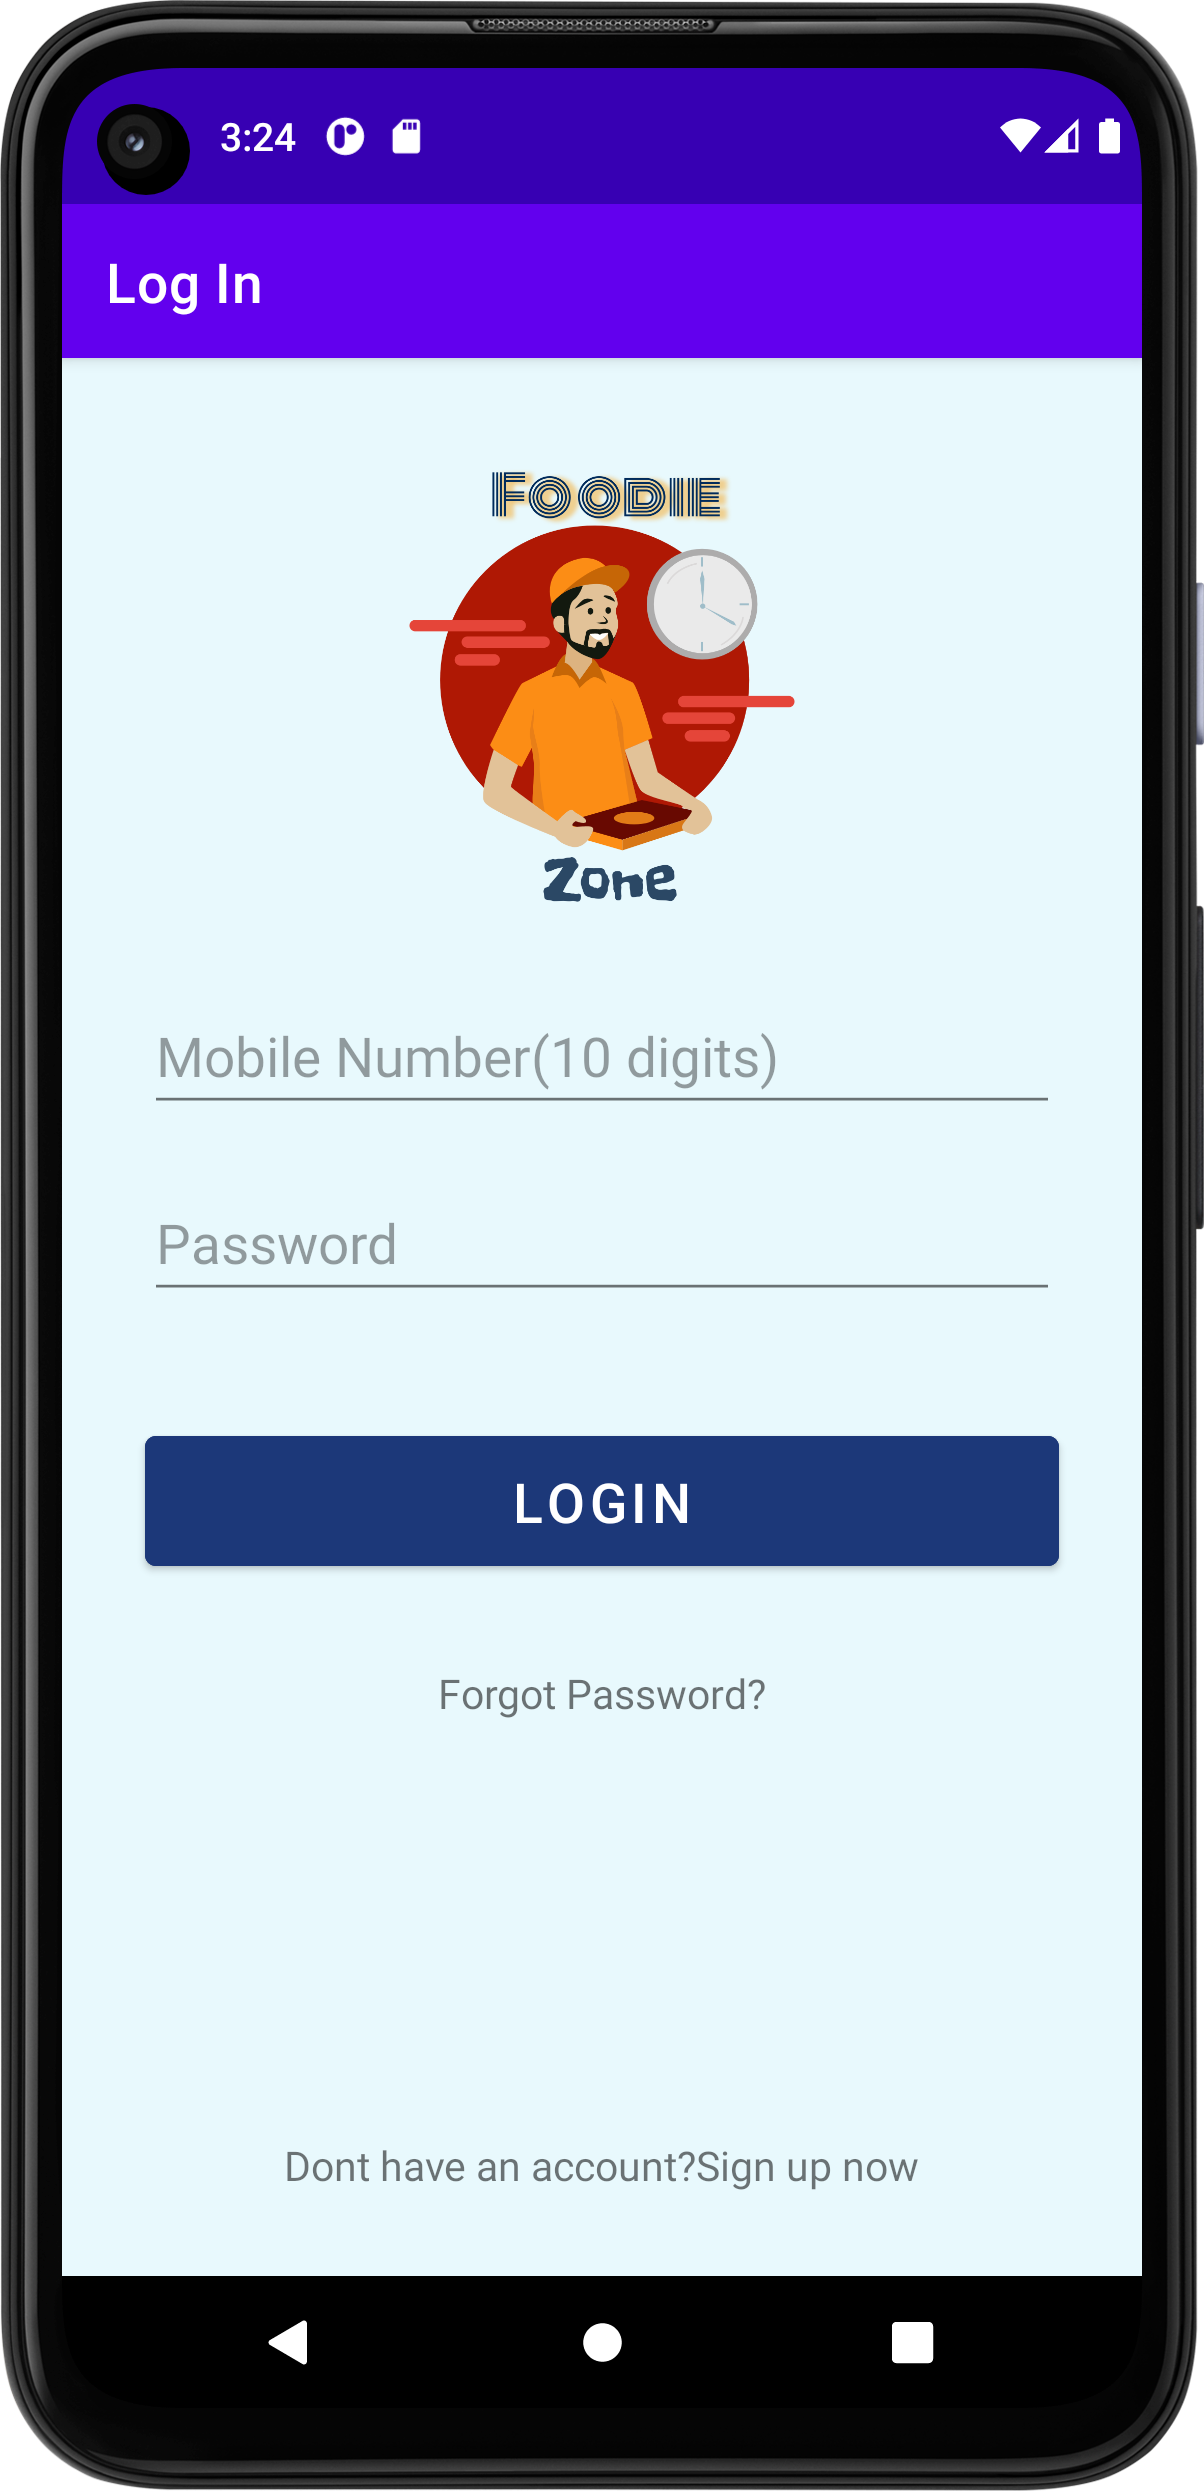 3:24
Log In
FOODIE
Zone
Mobile Number(10 digits)
Password
LOGIN
Forgot Password?
Dont have an account?Sign up now